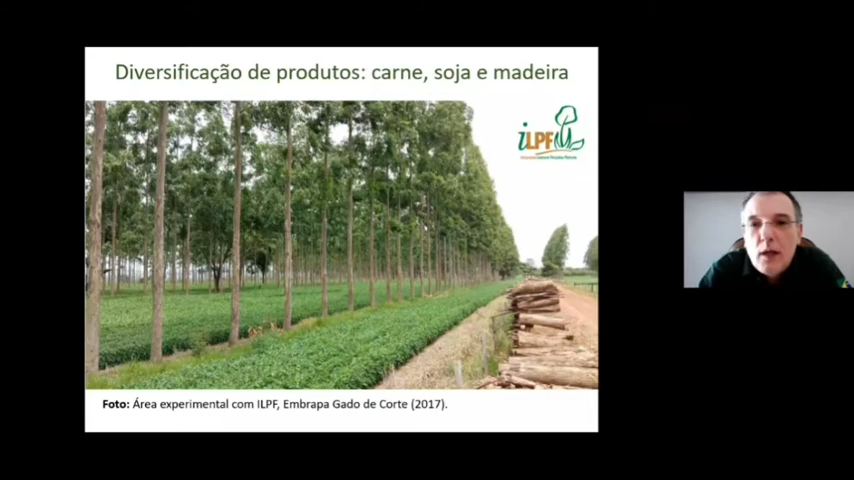 Diversificação de produtos: carne, soja e madeira
iLPF
Foto: Área experimental com ILPF, Embrapa Gado de Corte (2017).